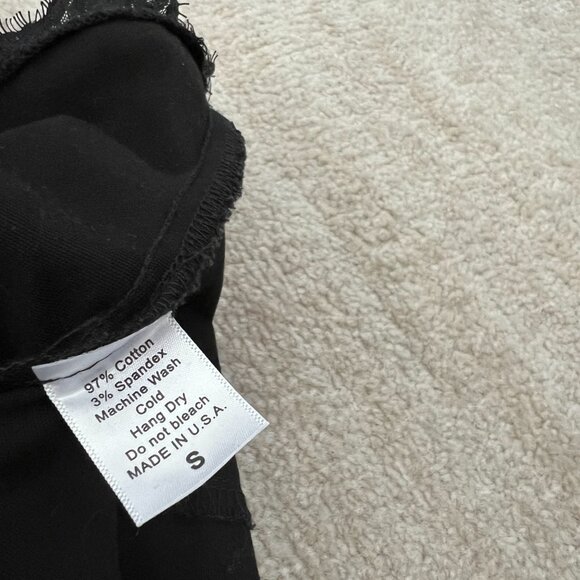 97% Cotton
3% Spandex
Machine Wash
Cold
Hang Dry
Do not bleach
MADE IN U.S.A.
S